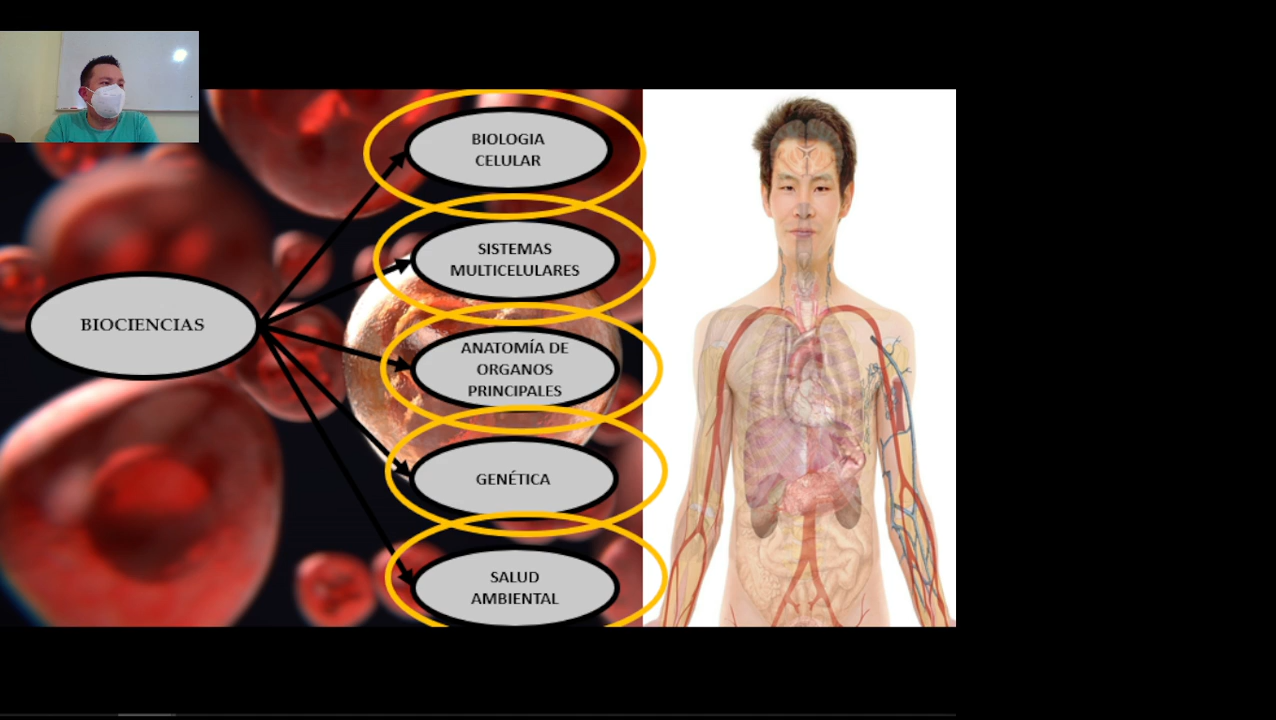 BIOCIENCIAS
BIOLOGIA
CELULAR
SISTEMAS
MULTICELULARES
ANATOMÍA DE
ORGANOS
PRINCIPALES
GENÉTICA
SALUD
AMBIENTAL